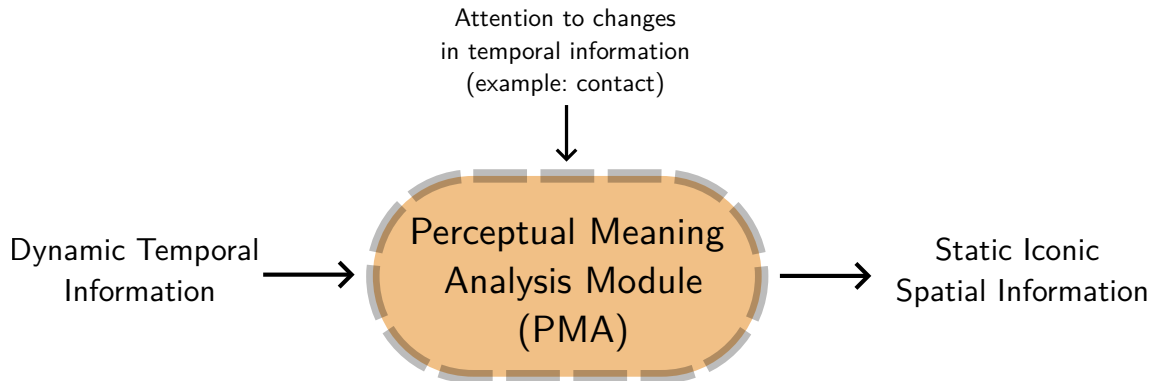 Attention to changes
in temporal information
(example: contact)
Dynamic Temporal
Information
Perceptual Meaning
Analysis Module
(PMA)
Static Iconic
Spatial Information